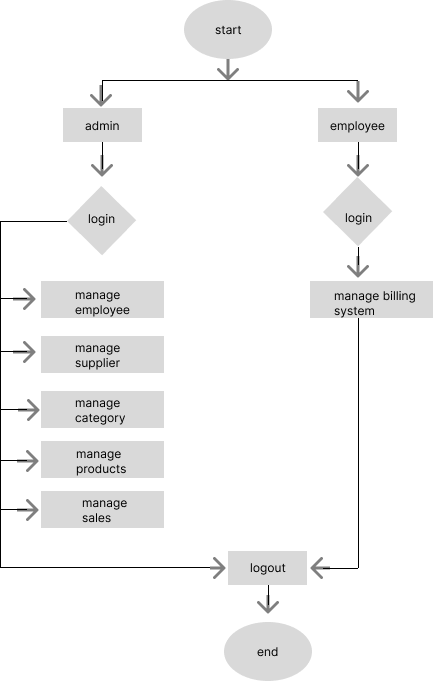 start
admin
employee
login
login
manage
employee
manage billing
system
manage
supplier
manage
category
manage
products
manage
sales
logout
end